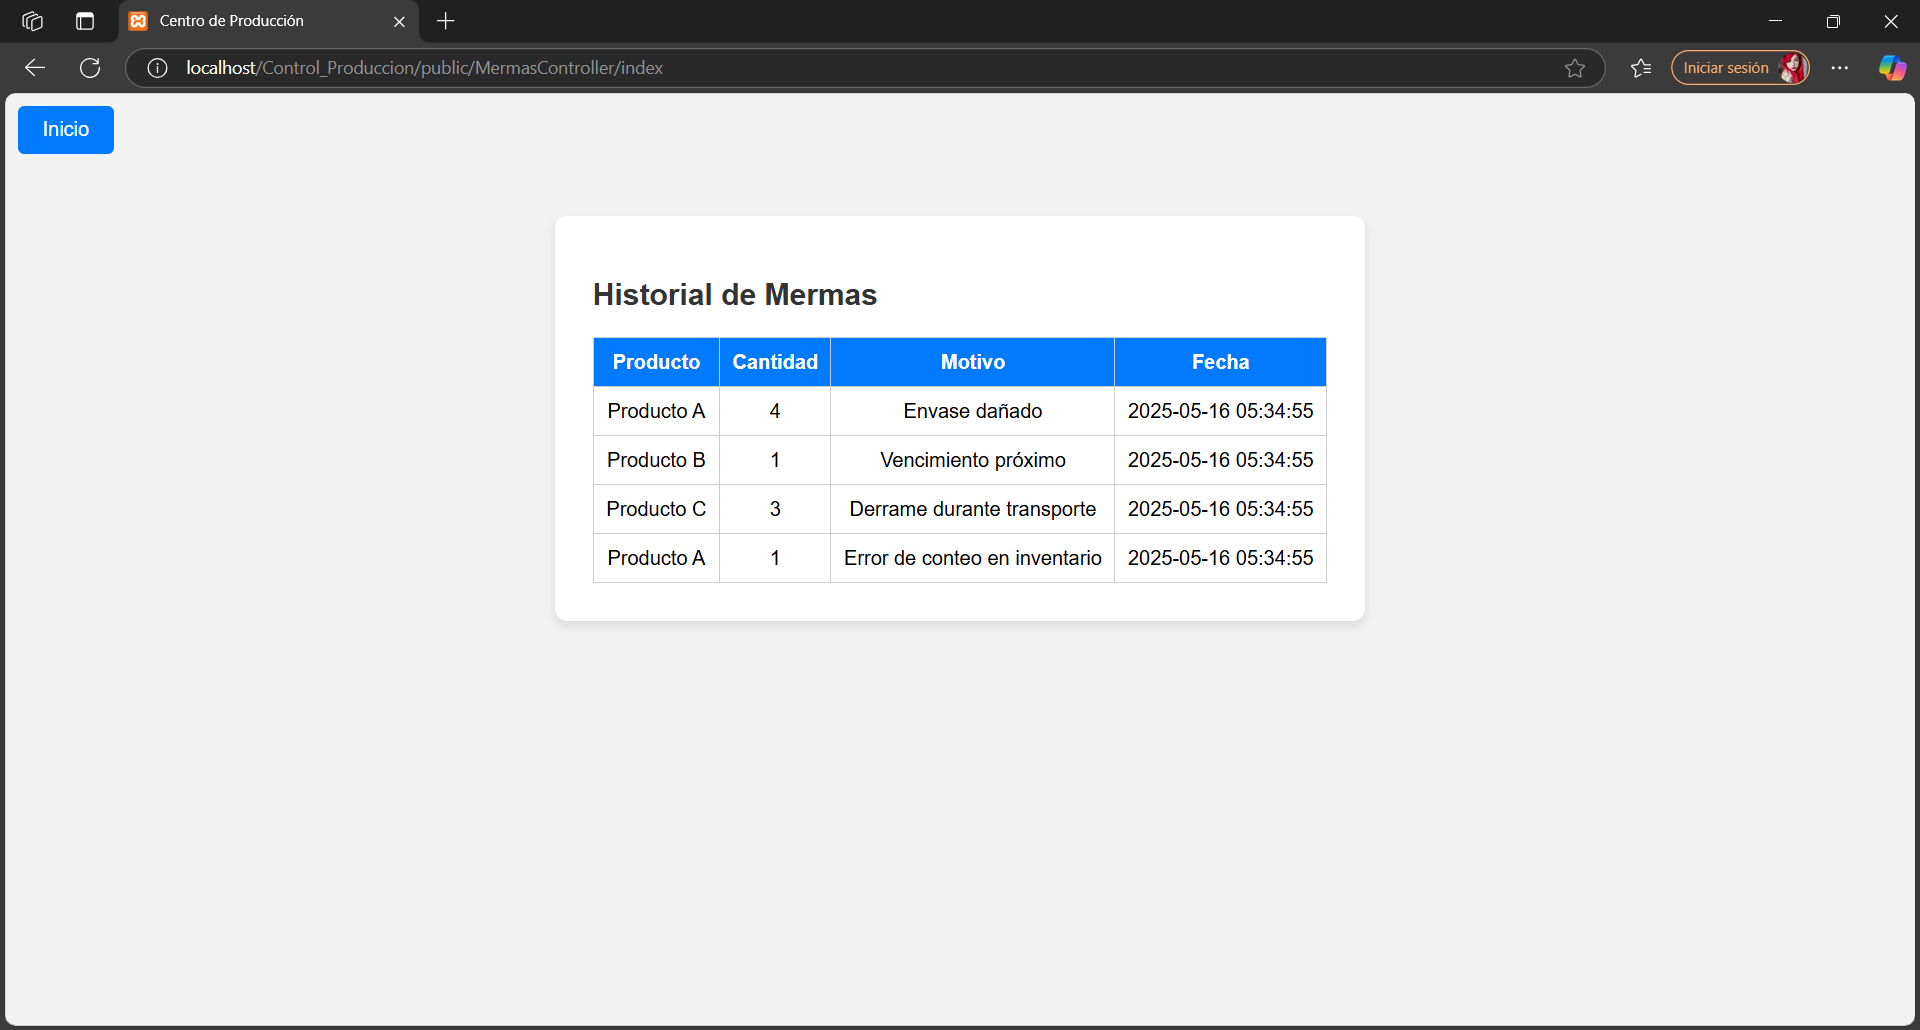 Centro de Producción
localhost/Control_Produccion/public/MermasController/index
Iniciar sesión
Inicio
Historial de Mermas
Producto Cantidad Motivo Fecha
Producto A 4 Envase dañado 2025-05-16 05:34:55
Producto B 1 Vencimiento próximo 2025-05-16 05:34:55
Producto C 3 Derrame durante transporte 2025-05-16 05:34:55
Producto A 1 Error de conteo en inventario 2025-05-16 05:34:55